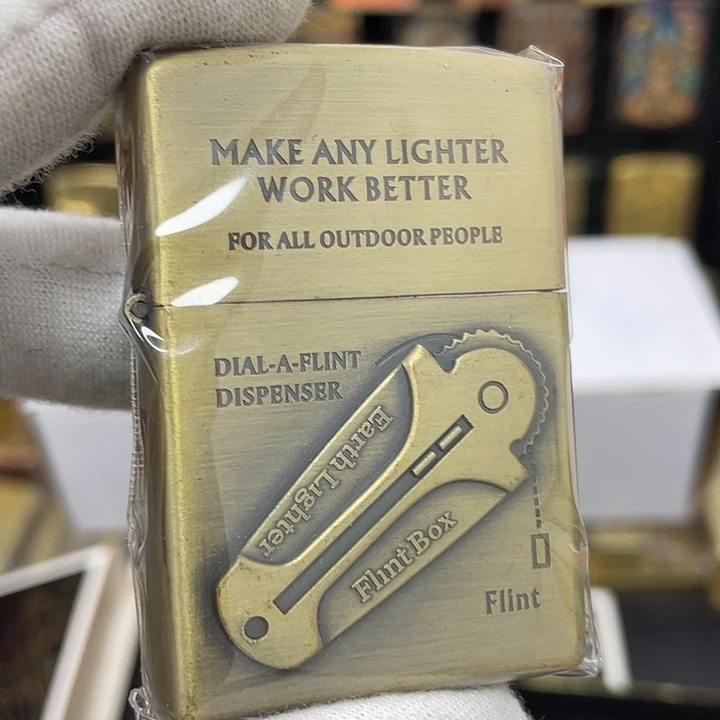 MAKE ANY LIGHTER
WORK BETTER
FOR ALL OUTDOOR PEOPLE
DIAL-A-FLINT
DISPENSER
Earth Lighter
Flint Box
Flint